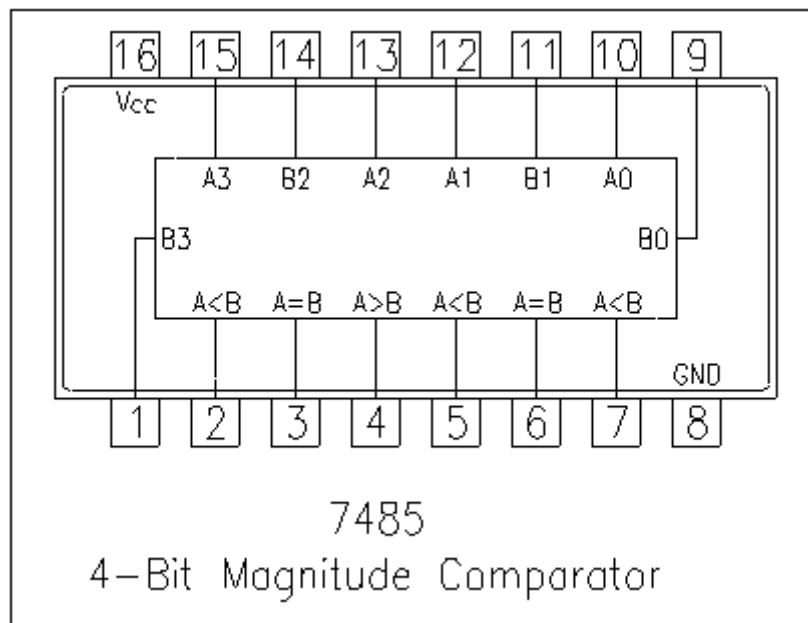 16 15 14 13 12 11 10 9
Vcc
A3 B2 A2 A1 B1 A0
B3 B0
A<B A=B A>B A<B A=B A<B
GND
1 2 3 4 5 6 7 8
7485
4-Bit Magnitude Comparator